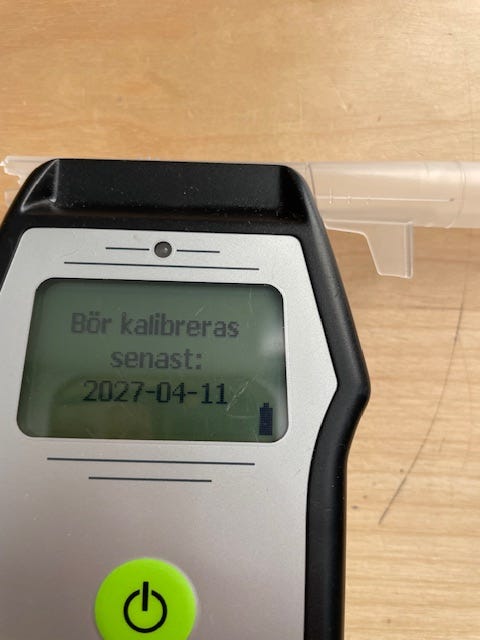 Bör kalibreras
senast:
2027-04-11